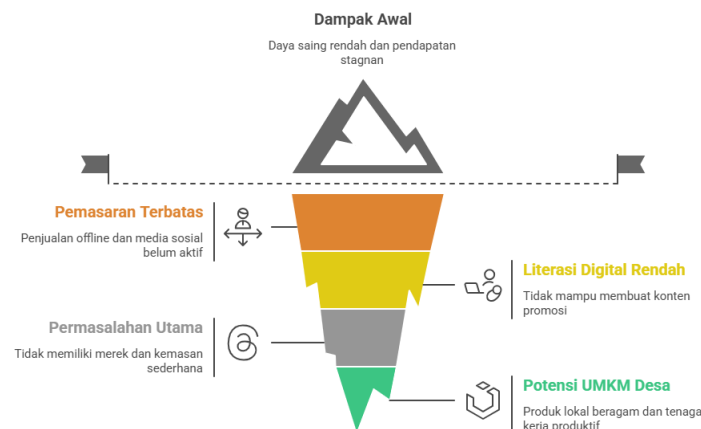 Dampak Awal
Daya saing rendah dan pendapatan
stagnan
Pemasaran Terbatas
Penjualan offline dan media sosial
belum aktif
Literasi Digital Rendah
Tidak mampu membuat konten
promosi
Permasalahan Utama
Tidak memiliki merek dan kemasan
sederhana
Potensi UMKM Desa
Produk lokal beragam dan tenaga
kerja produktif